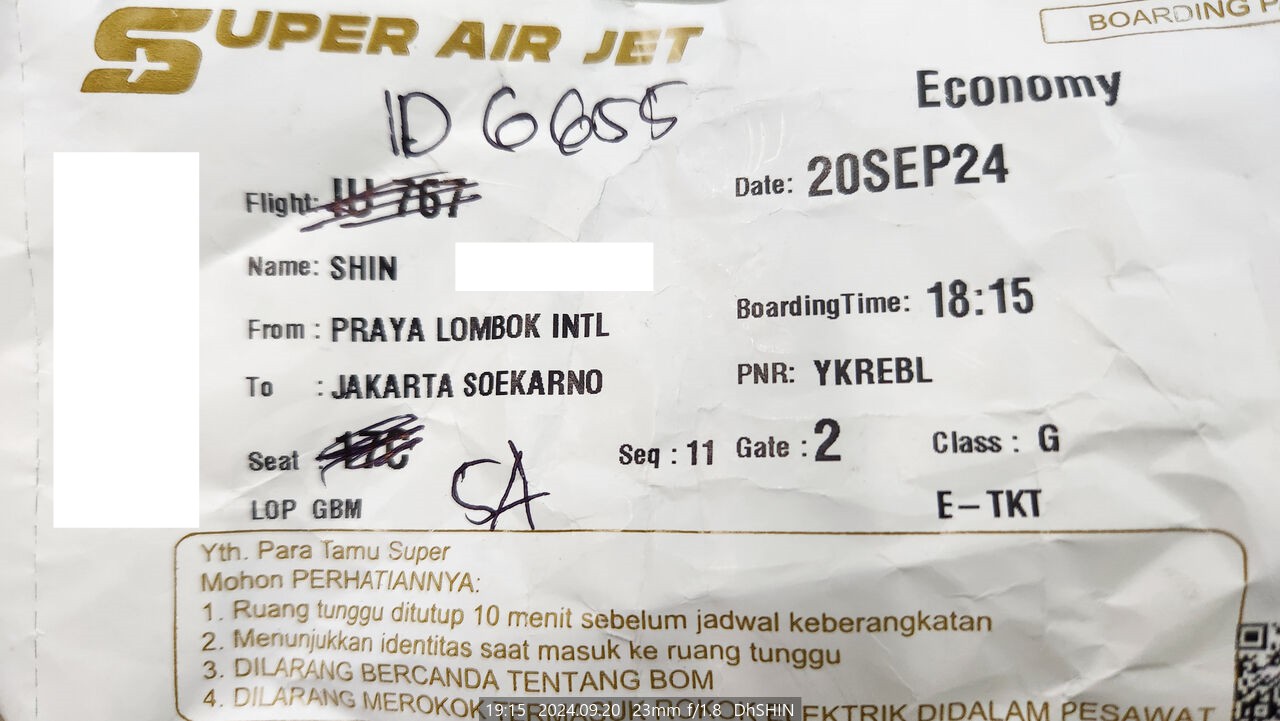 SUPER AIR JET
BOARDING P
ID 6655
Economy
Flight: IU 767
Date: 20SEP24
Name: SHIN
From : PRAYA LOMBOK INTL
BoardingTime: 18:15
To : JAKARTA SOEKARNO
PNR: YKREBL
Seat
5A
Seq : 11 Gate : 2 Class : G
LOP GBM
E-TKT
Yth. Para Tamu Super
Mohon PERHATIANNYA:
1. Ruang tunggu ditutup 10 menit sebelum jadwal keberangkatan
2. Menunjukkan identitas saat masuk ke ruang tunggu
3. DILARANG BERCANDA TENTANG BOM
4. DILARANG MEROKOK DIDALAM PESAWAT
19:15 2024.09.20 23mm f/1.8 DhSHIN